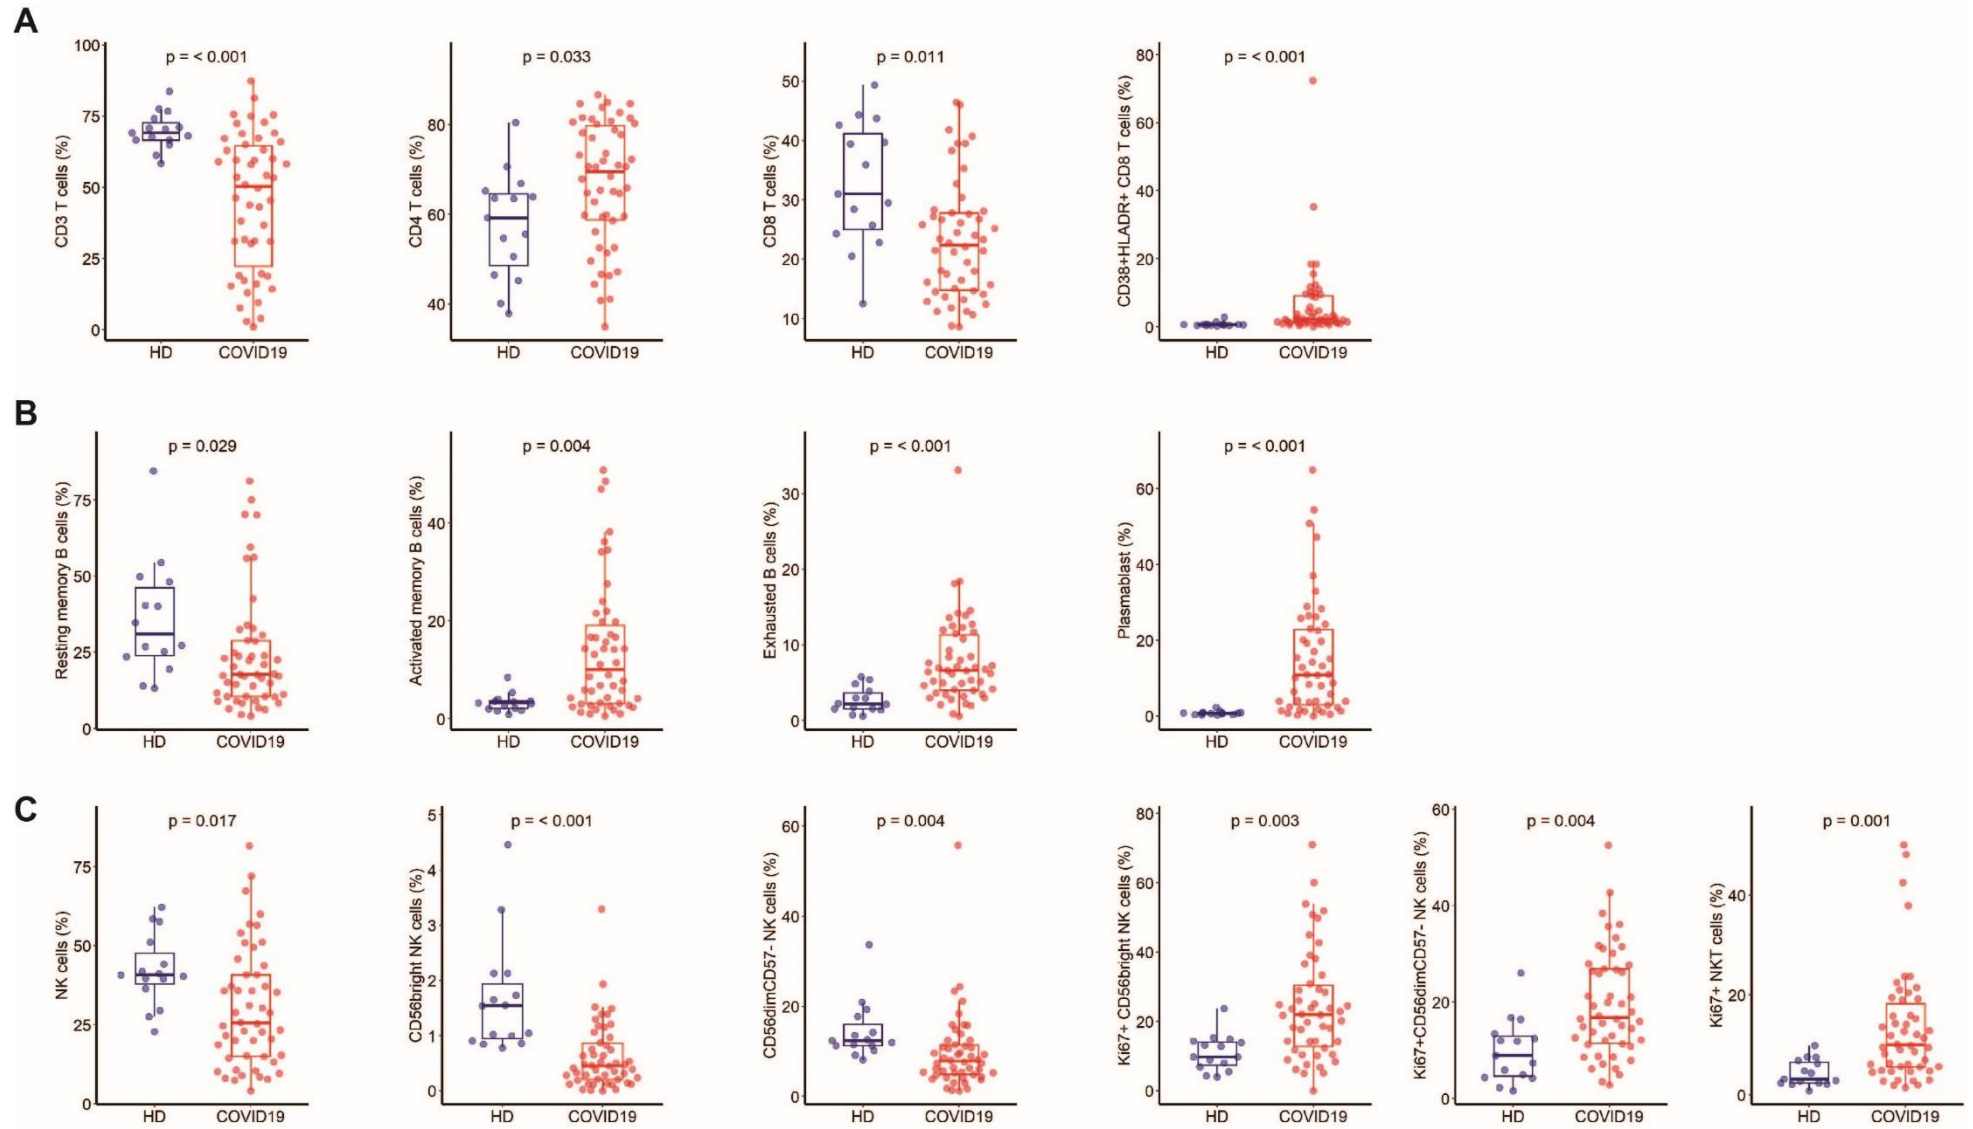 A
p = < 0.001
CD3 T cells (%)
100
75
50
25
0
HD COVID19
p = 0.033
CD4 T cells (%)
80
60
40
HD COVID19
p = 0.011
CD8 T cells (%)
50
40
30
20
10
HD COVID19
p = < 0.001
CD38+HLADR+ CD8 T cells (%)
80
60
40
20
0
HD COVID19
B
p = 0.029
Resting memory B cells (%)
75
50
25
0
HD COVID19
p = 0.004
Activated memory B cells (%)
40
20
0
HD COVID19
p = < 0.001
Exhausted B cells (%)
30
20
10
0
HD COVID19
p = < 0.001
Plasmablast (%)
60
40
20
0
HD COVID19
C
p = 0.017
NK cells (%)
75
50
25
0
HD COVID19
p = < 0.001
CD56bright NK cells (%)
5
4
3
2
1
0
HD COVID19
p = 0.004
CD56dimCD57- NK cells (%)
60
40
20
0
HD COVID19
p = 0.003
Ki67+ CD56bright NK cells (%)
80
60
40
20
0
HD COVID19
p = 0.004
Ki67+CD56dimCD57- NK cells (%)
60
40
20
0
HD COVID19
p = 0.001
Ki67+ NKT cells (%)
40
20
0
HD COVID19